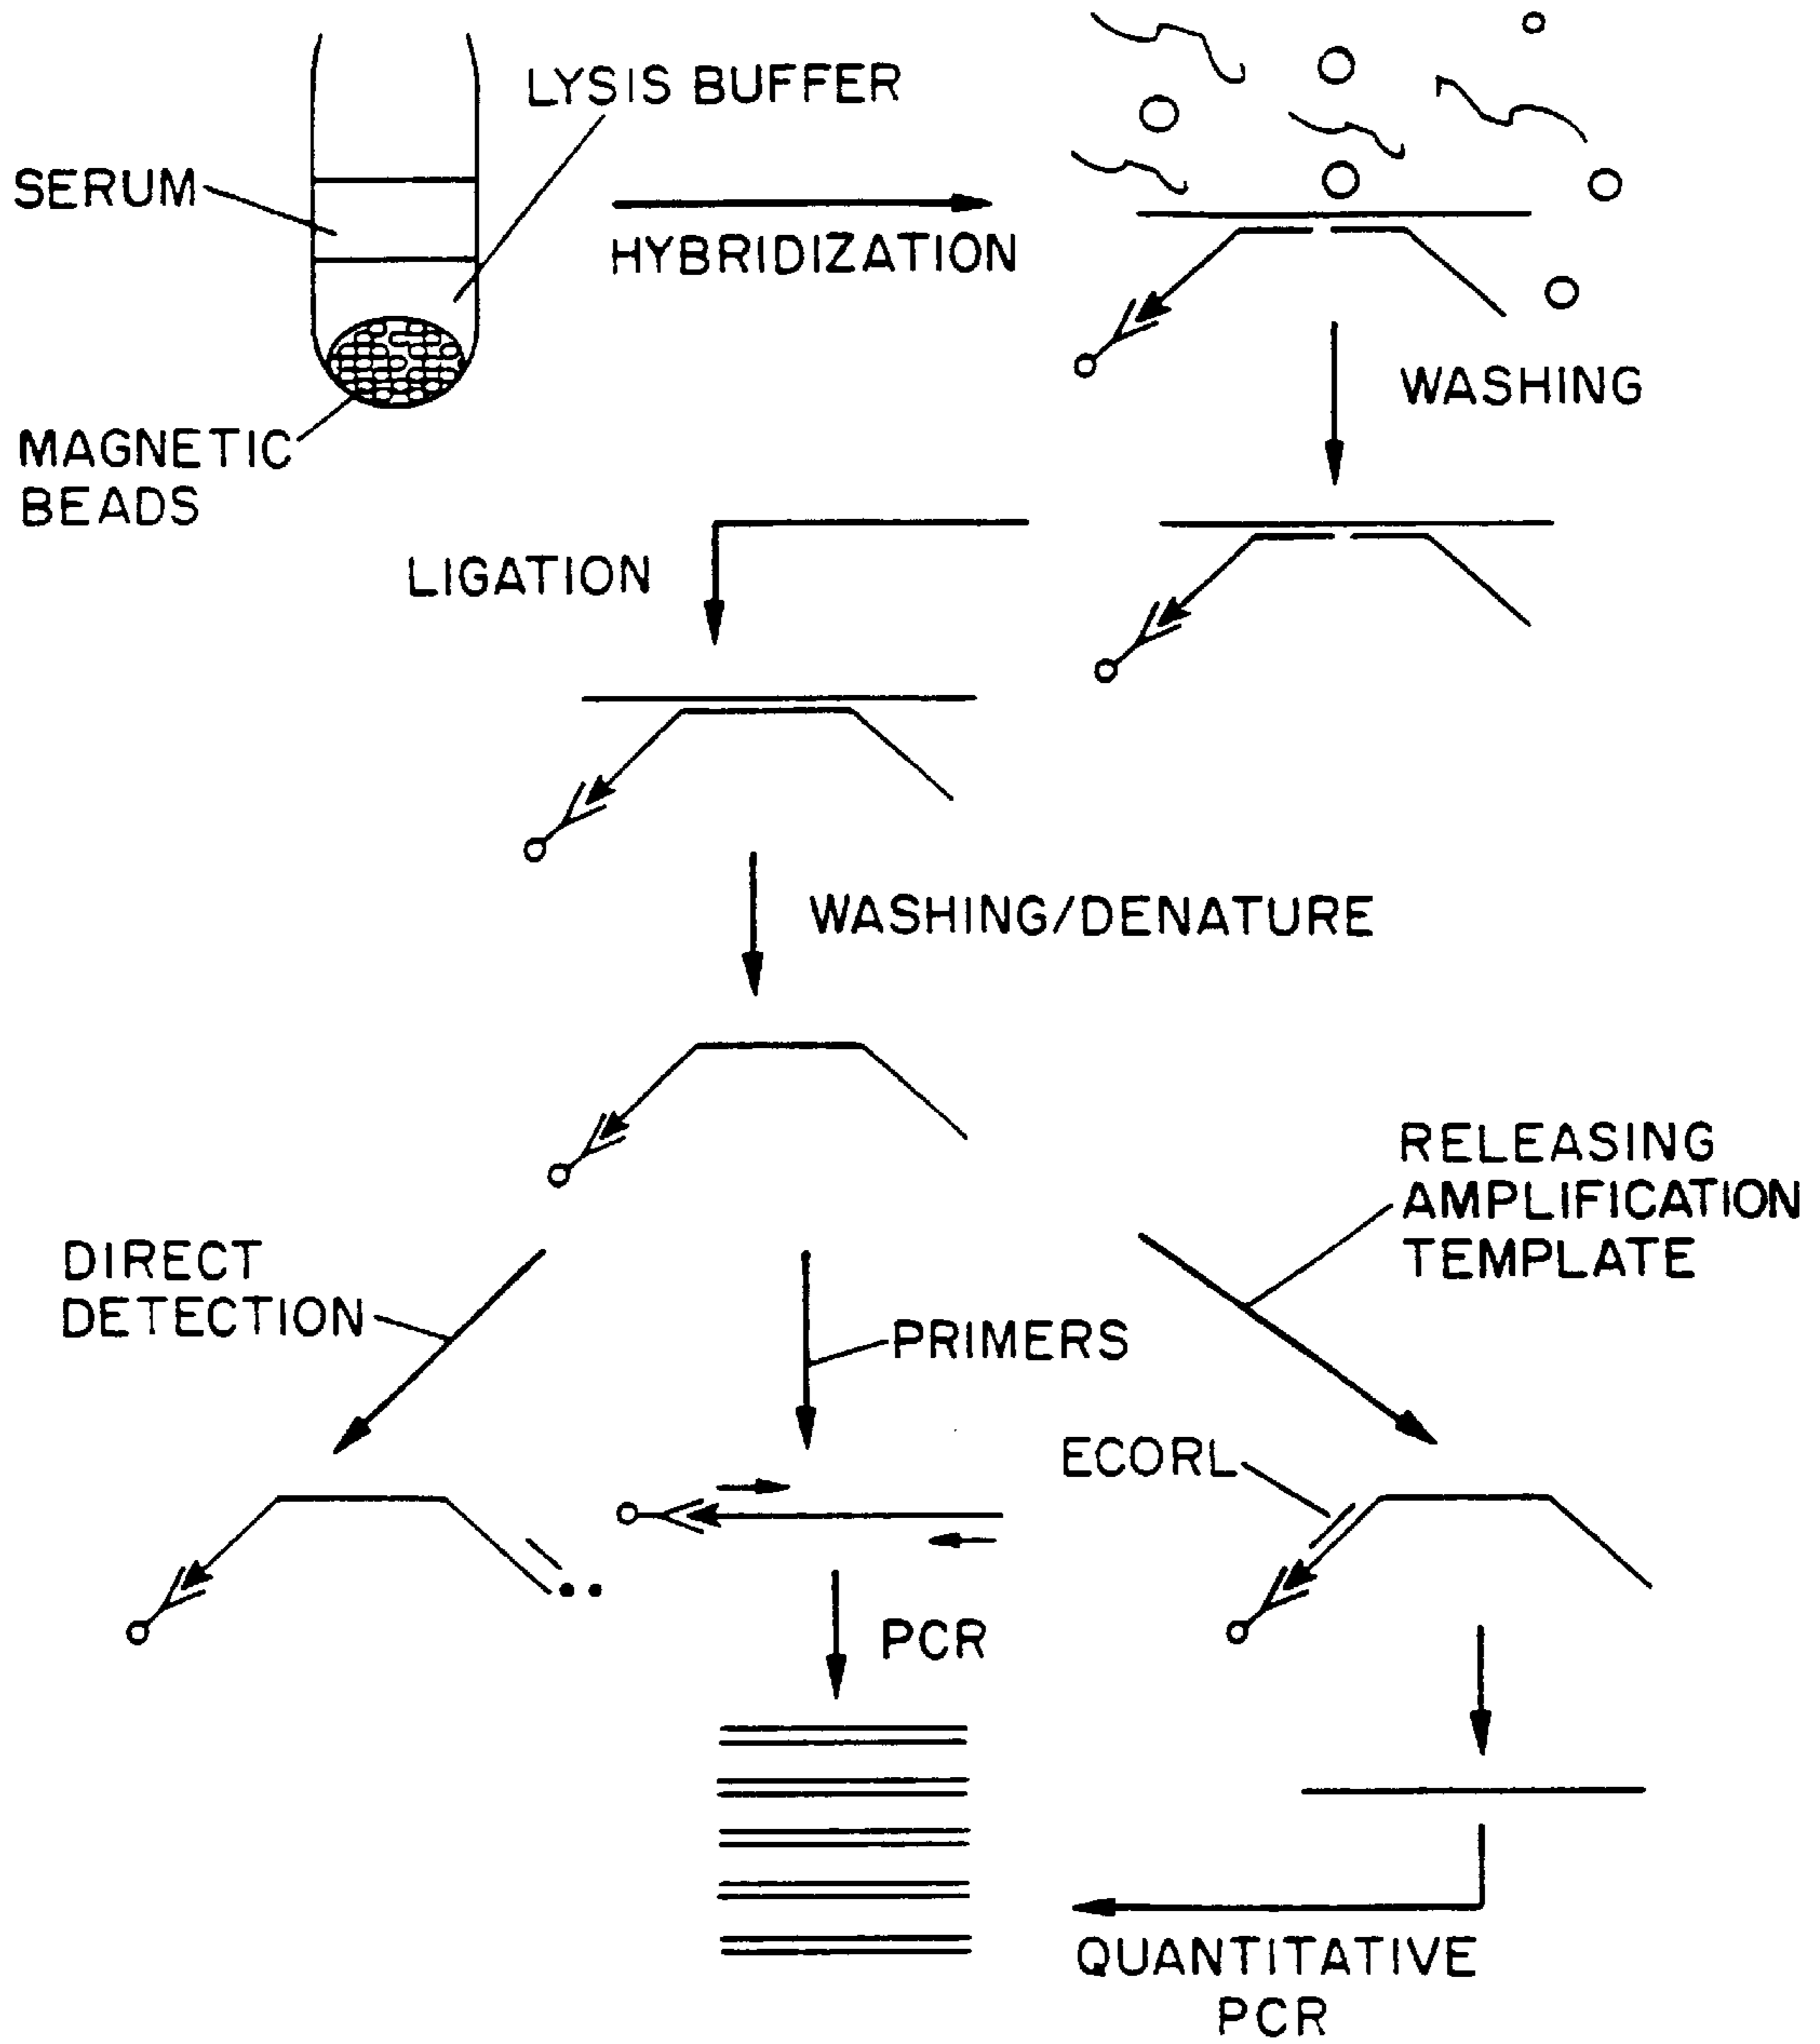 LYSIS BUFFER
SERUM
HYBRIDIZATION
MAGNETIC
BEADS
WASHING
LIGATION
WASHING/DENATURE
RELEASING
AMPLIFICATION
TEMPLATE
DIRECT
DETECTION
PRIMERS
ECORL
PCR
QUANTITATIVE
PCR